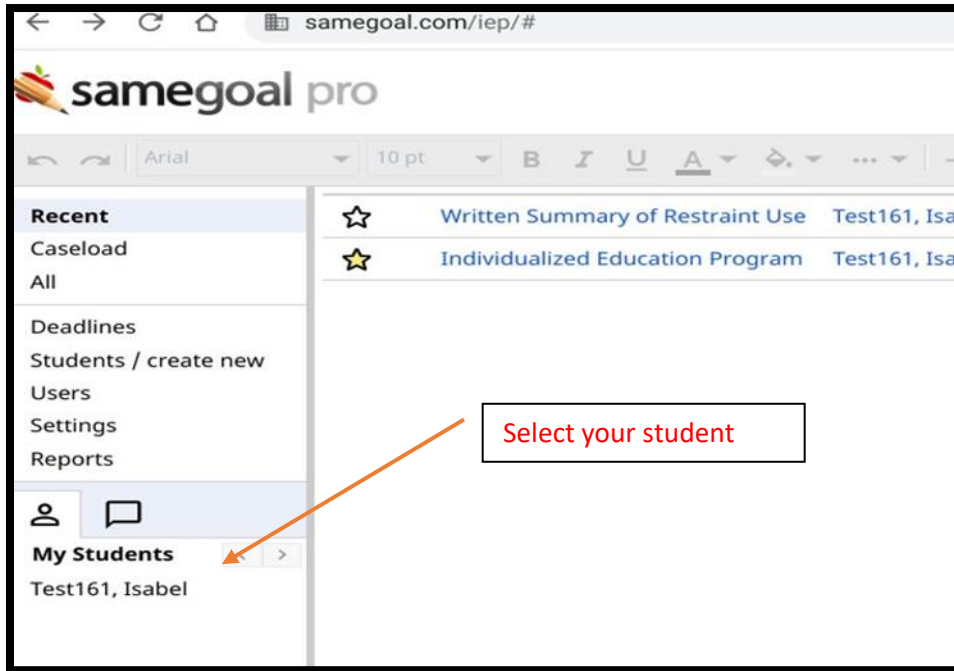 samegoal.com/iep/#
samegoal pro
Arial 10 pt B I U A
Recent
Caseload
All
Deadlines
Students / create new
Users
Settings
Reports
My Students
Test161, Isabel
Written Summary of Restraint Use Test161, Isa
Individualized Education Program Test161, Isa
Select your student